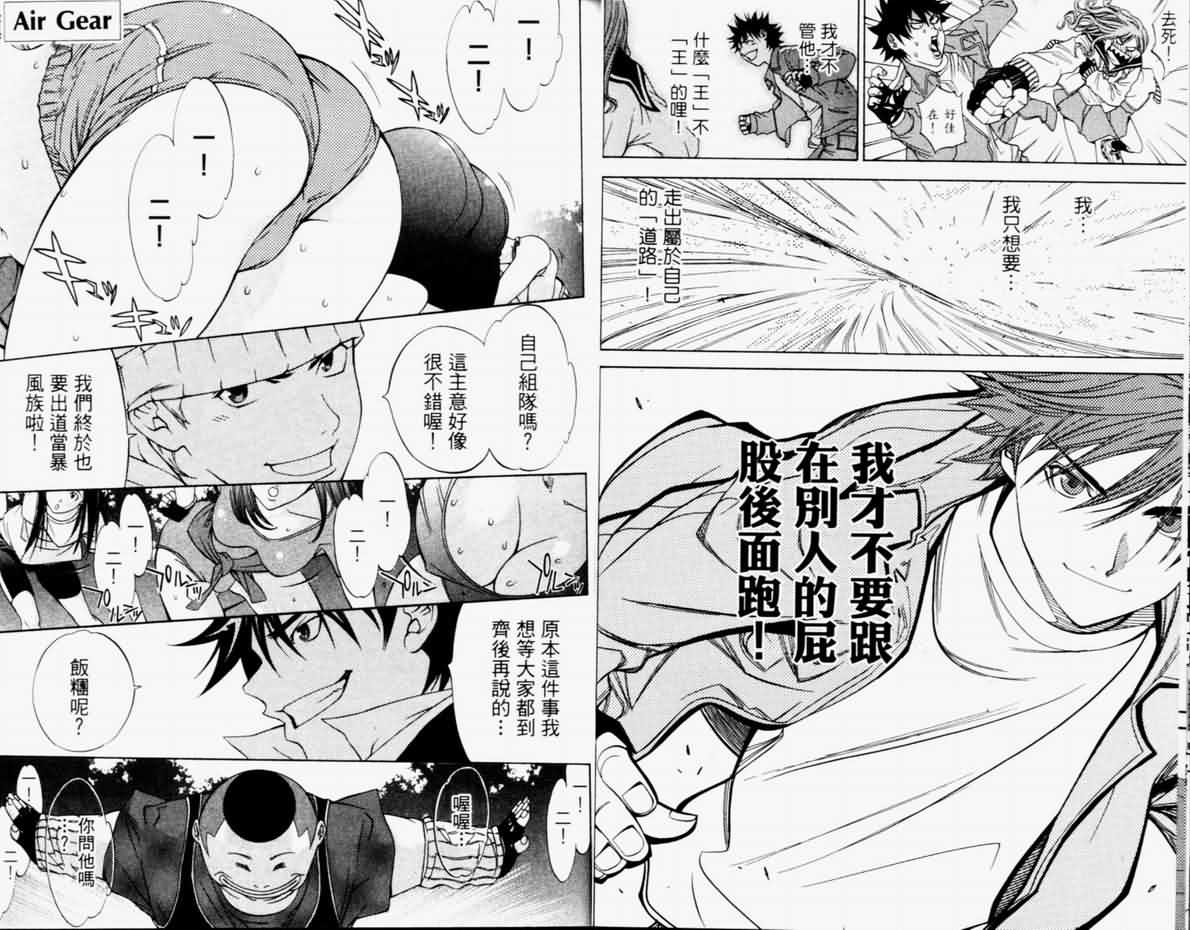 去死！
好佳
在！
我才不
管他…
什麼「王」不
「王」的哩！
我…
我只想要…
走出屬於自己
的「道路」！
我才不要跟
在別人的屁
股後面跑！
Air Gear
一！
二！
一！
二！
自己組隊嗎？
這主意好像
很不錯喔！
我們終於也
要出道當暴
風族啦！
一！
二！
一！
二！
原本這件事我
想等大家都到
齊後再說的…
飯糰呢？
一！
二！
喔喔…
你問他嗎
…？
一！
二！